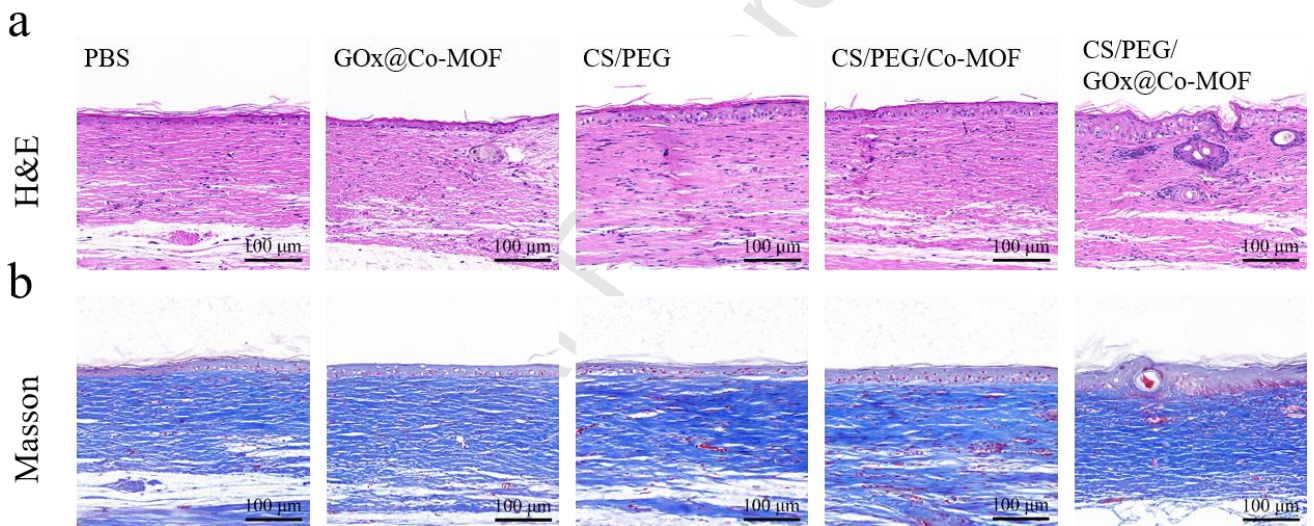 a
PBS
GOx@Co-MOF
CS/PEG
CS/PEG/Co-MOF
CS/PEG/
GOx@Co-MOF
H&E
100 μm
100 μm
100 μm
100 μm
100 μm
b
Masson
100 μm
100 μm
100 μm
100 μm
100 μm